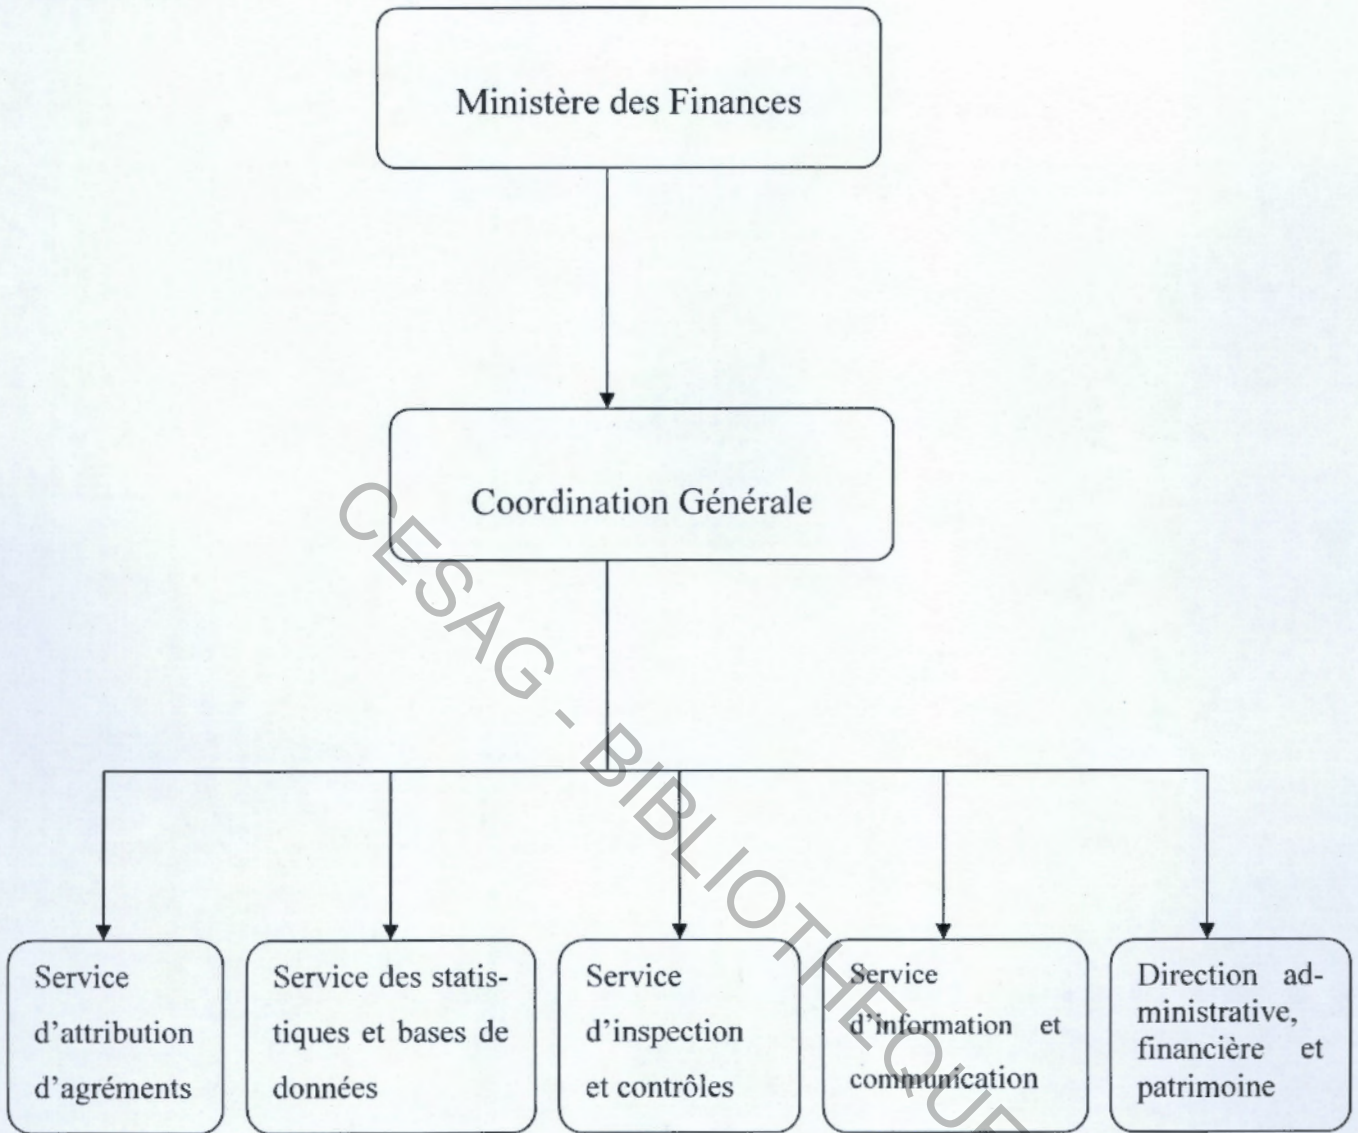 Ministère des Finances
Coordination Générale
CESAG - BIBLIOTHEQUE
Service
d'attribution
d'agréments
Service des statis-
tiques et bases de
données
Service
d'inspection
et contrôles
Service
d'information et
communication
Direction ad-
ministrative,
financière et
patrimoine